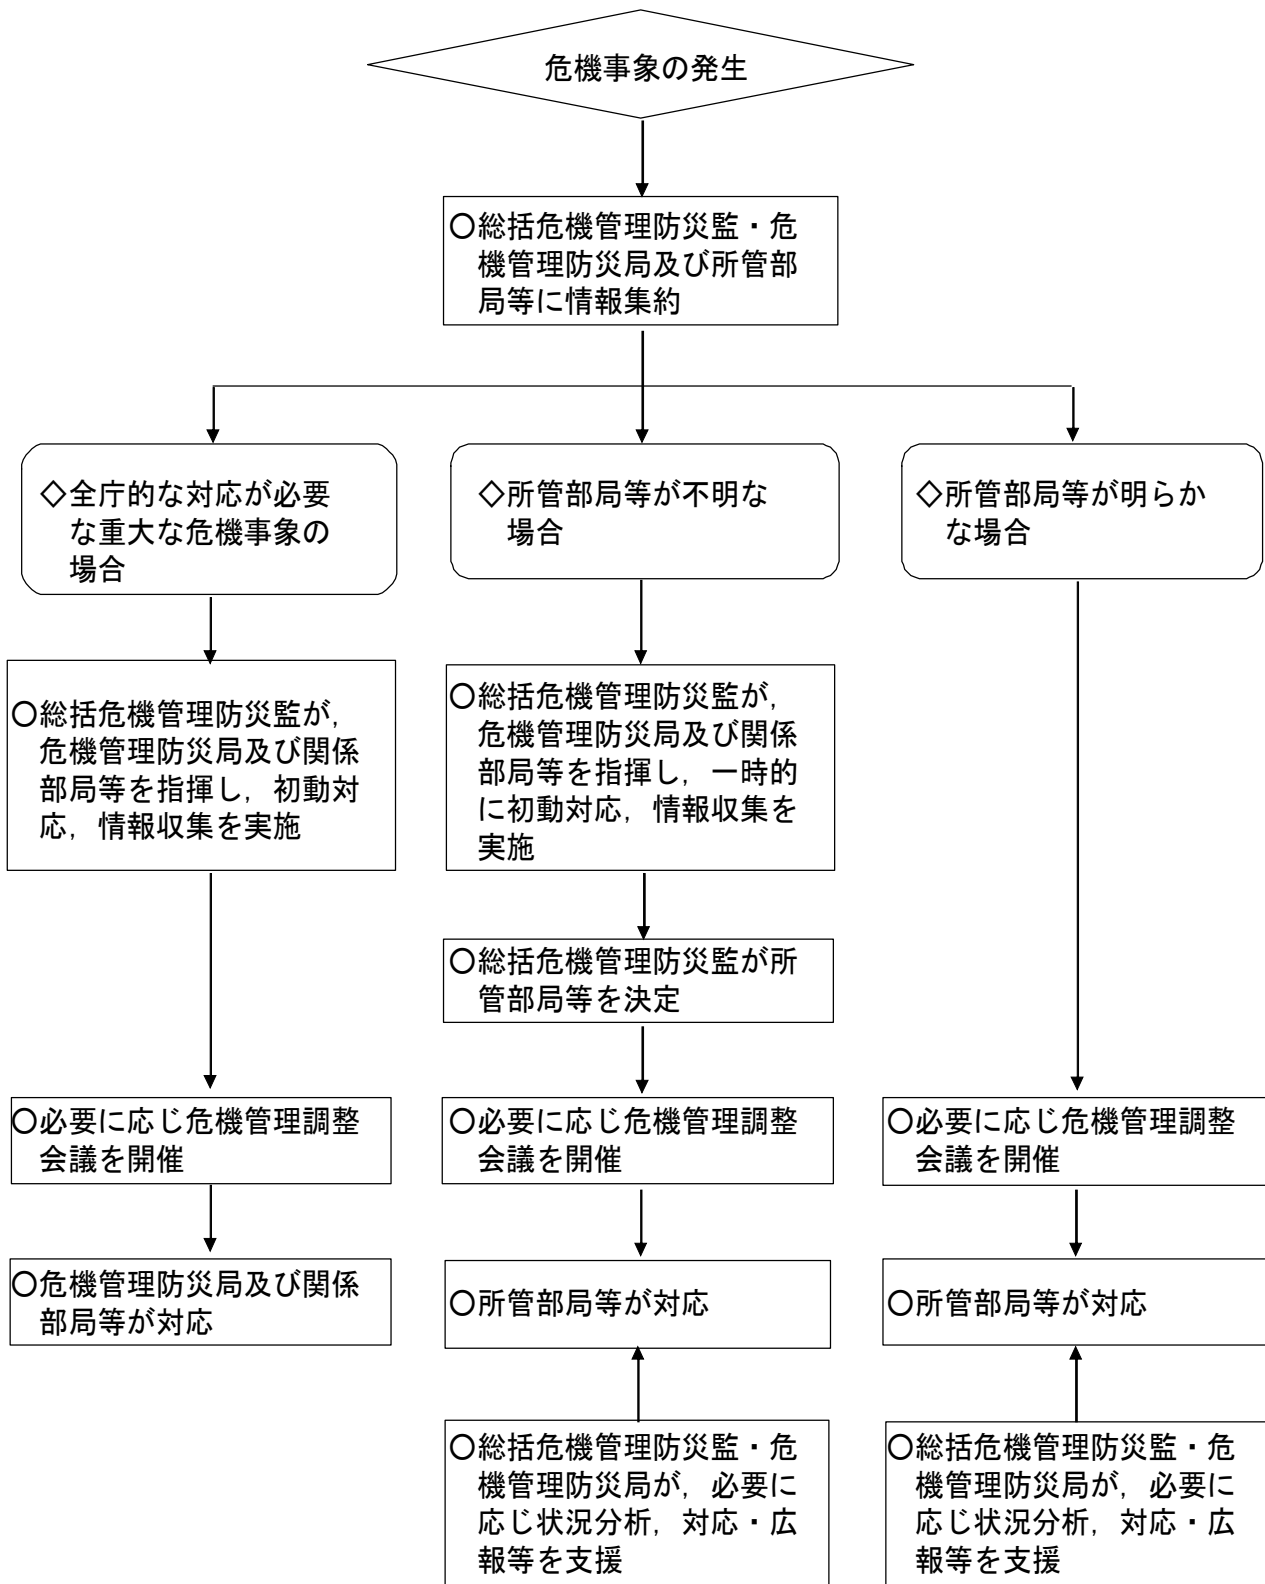 危機事象の発生
○総括危機管理防災監・危
機管理防災局及び所管部
局等に情報集約
◇全庁的な対応が必要
な重大な危機事象の
場合
◇所管部局等が不明な
場合
◇所管部局等が明らか
な場合
○総括危機管理防災監が,
危機管理防災局及び関係
部局等を指揮し,初動対
応,情報収集を実施
○総括危機管理防災監が,
危機管理防災局及び関係
部局等を指揮し,一時的
に初動対応,情報収集を
実施
○総括危機管理防災監が所
管部局等を決定
○必要に応じ危機管理調整
会議を開催
○必要に応じ危機管理調整
会議を開催
○必要に応じ危機管理調整
会議を開催
○危機管理防災局及び関係
部局等が対応
○所管部局等が対応
○所管部局等が対応
○総括危機管理防災監・危
機管理防災局が,必要に
応じ状況分析,対応・広
報等を支援
○総括危機管理防災監・危
機管理防災局が,必要に
応じ状況分析,対応・広
報等を支援